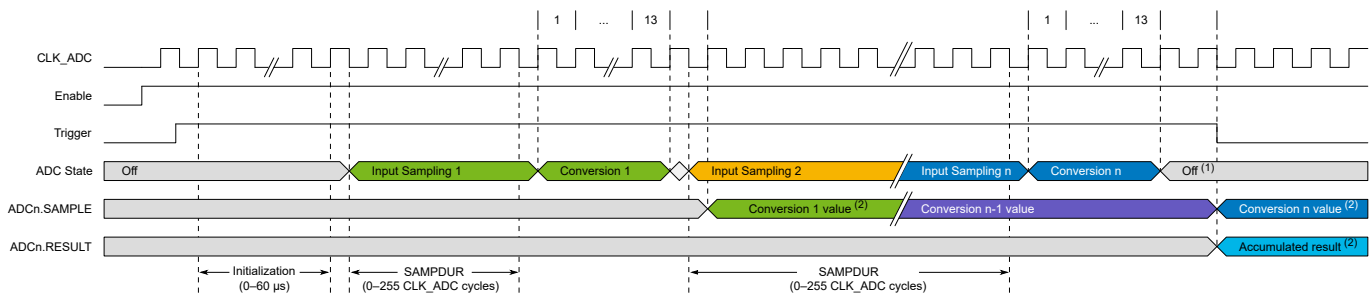 1 ... 13 1 ... 13
CLK_ADC
Enable
Trigger
ADC State Off Input Sampling 1 Conversion 1 Input Sampling 2 Input Sampling n Conversion n Off (1)
ADCn.SAMPLE Conversion 1 value (2) Conversion n-1 value Conversion n value (2)
ADCn.RESULT Accumulated result (2)
Initialization SAMPDUR SAMPDUR
(0–60 µs) (0–255 CLK_ADC cycles) (0–255 CLK_ADC cycles)